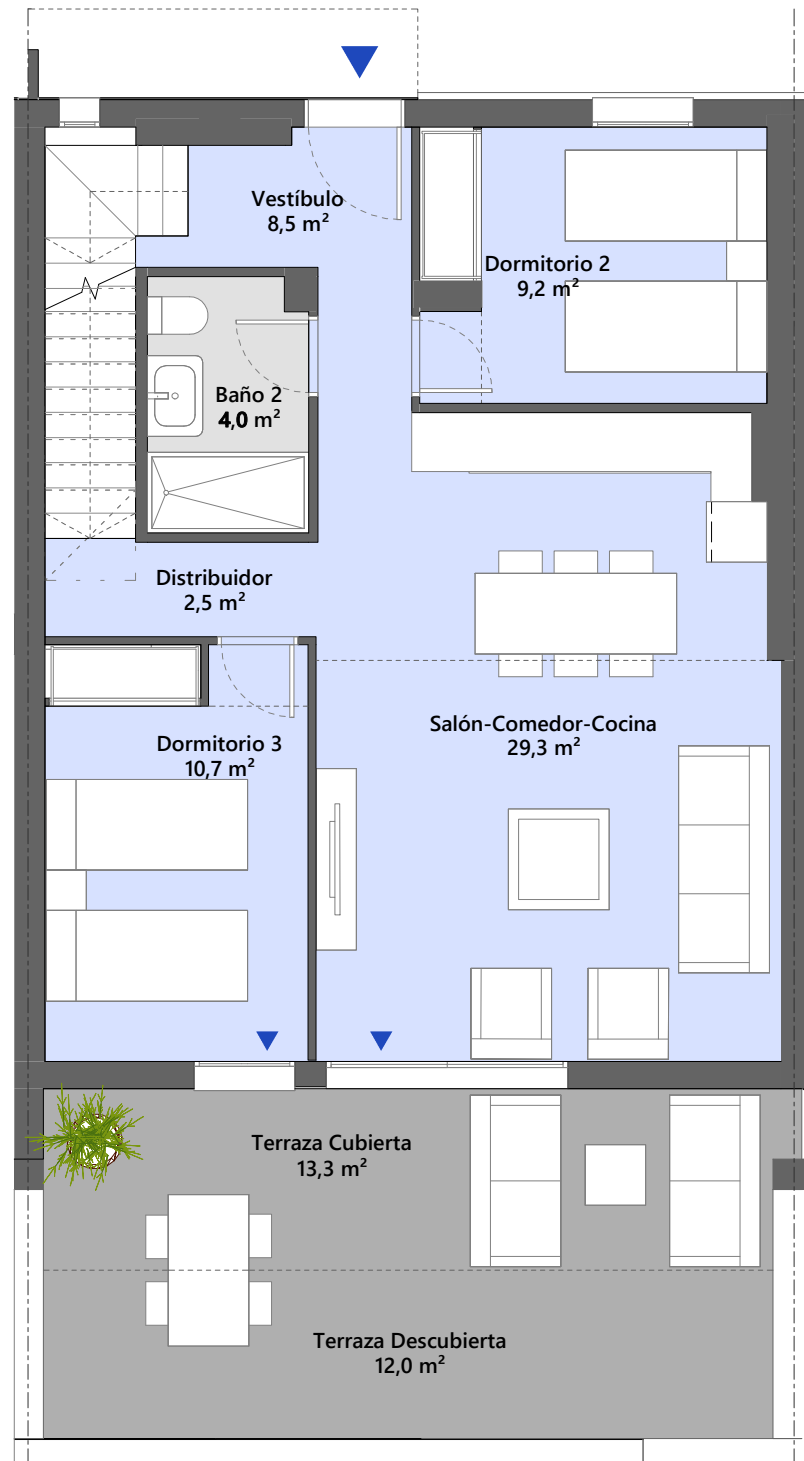 Vestíbulo
8,5 m²
Dormitorio 2
9,2 m²
Baño 2
4,0 m²
Distribuidor
2,5 m²
Salón-Comedor-Cocina
29,3 m²
Dormitorio 3
10,7 m²
Terraza Cubierta
13,3 m²
Terraza Descubierta
12,0 m²